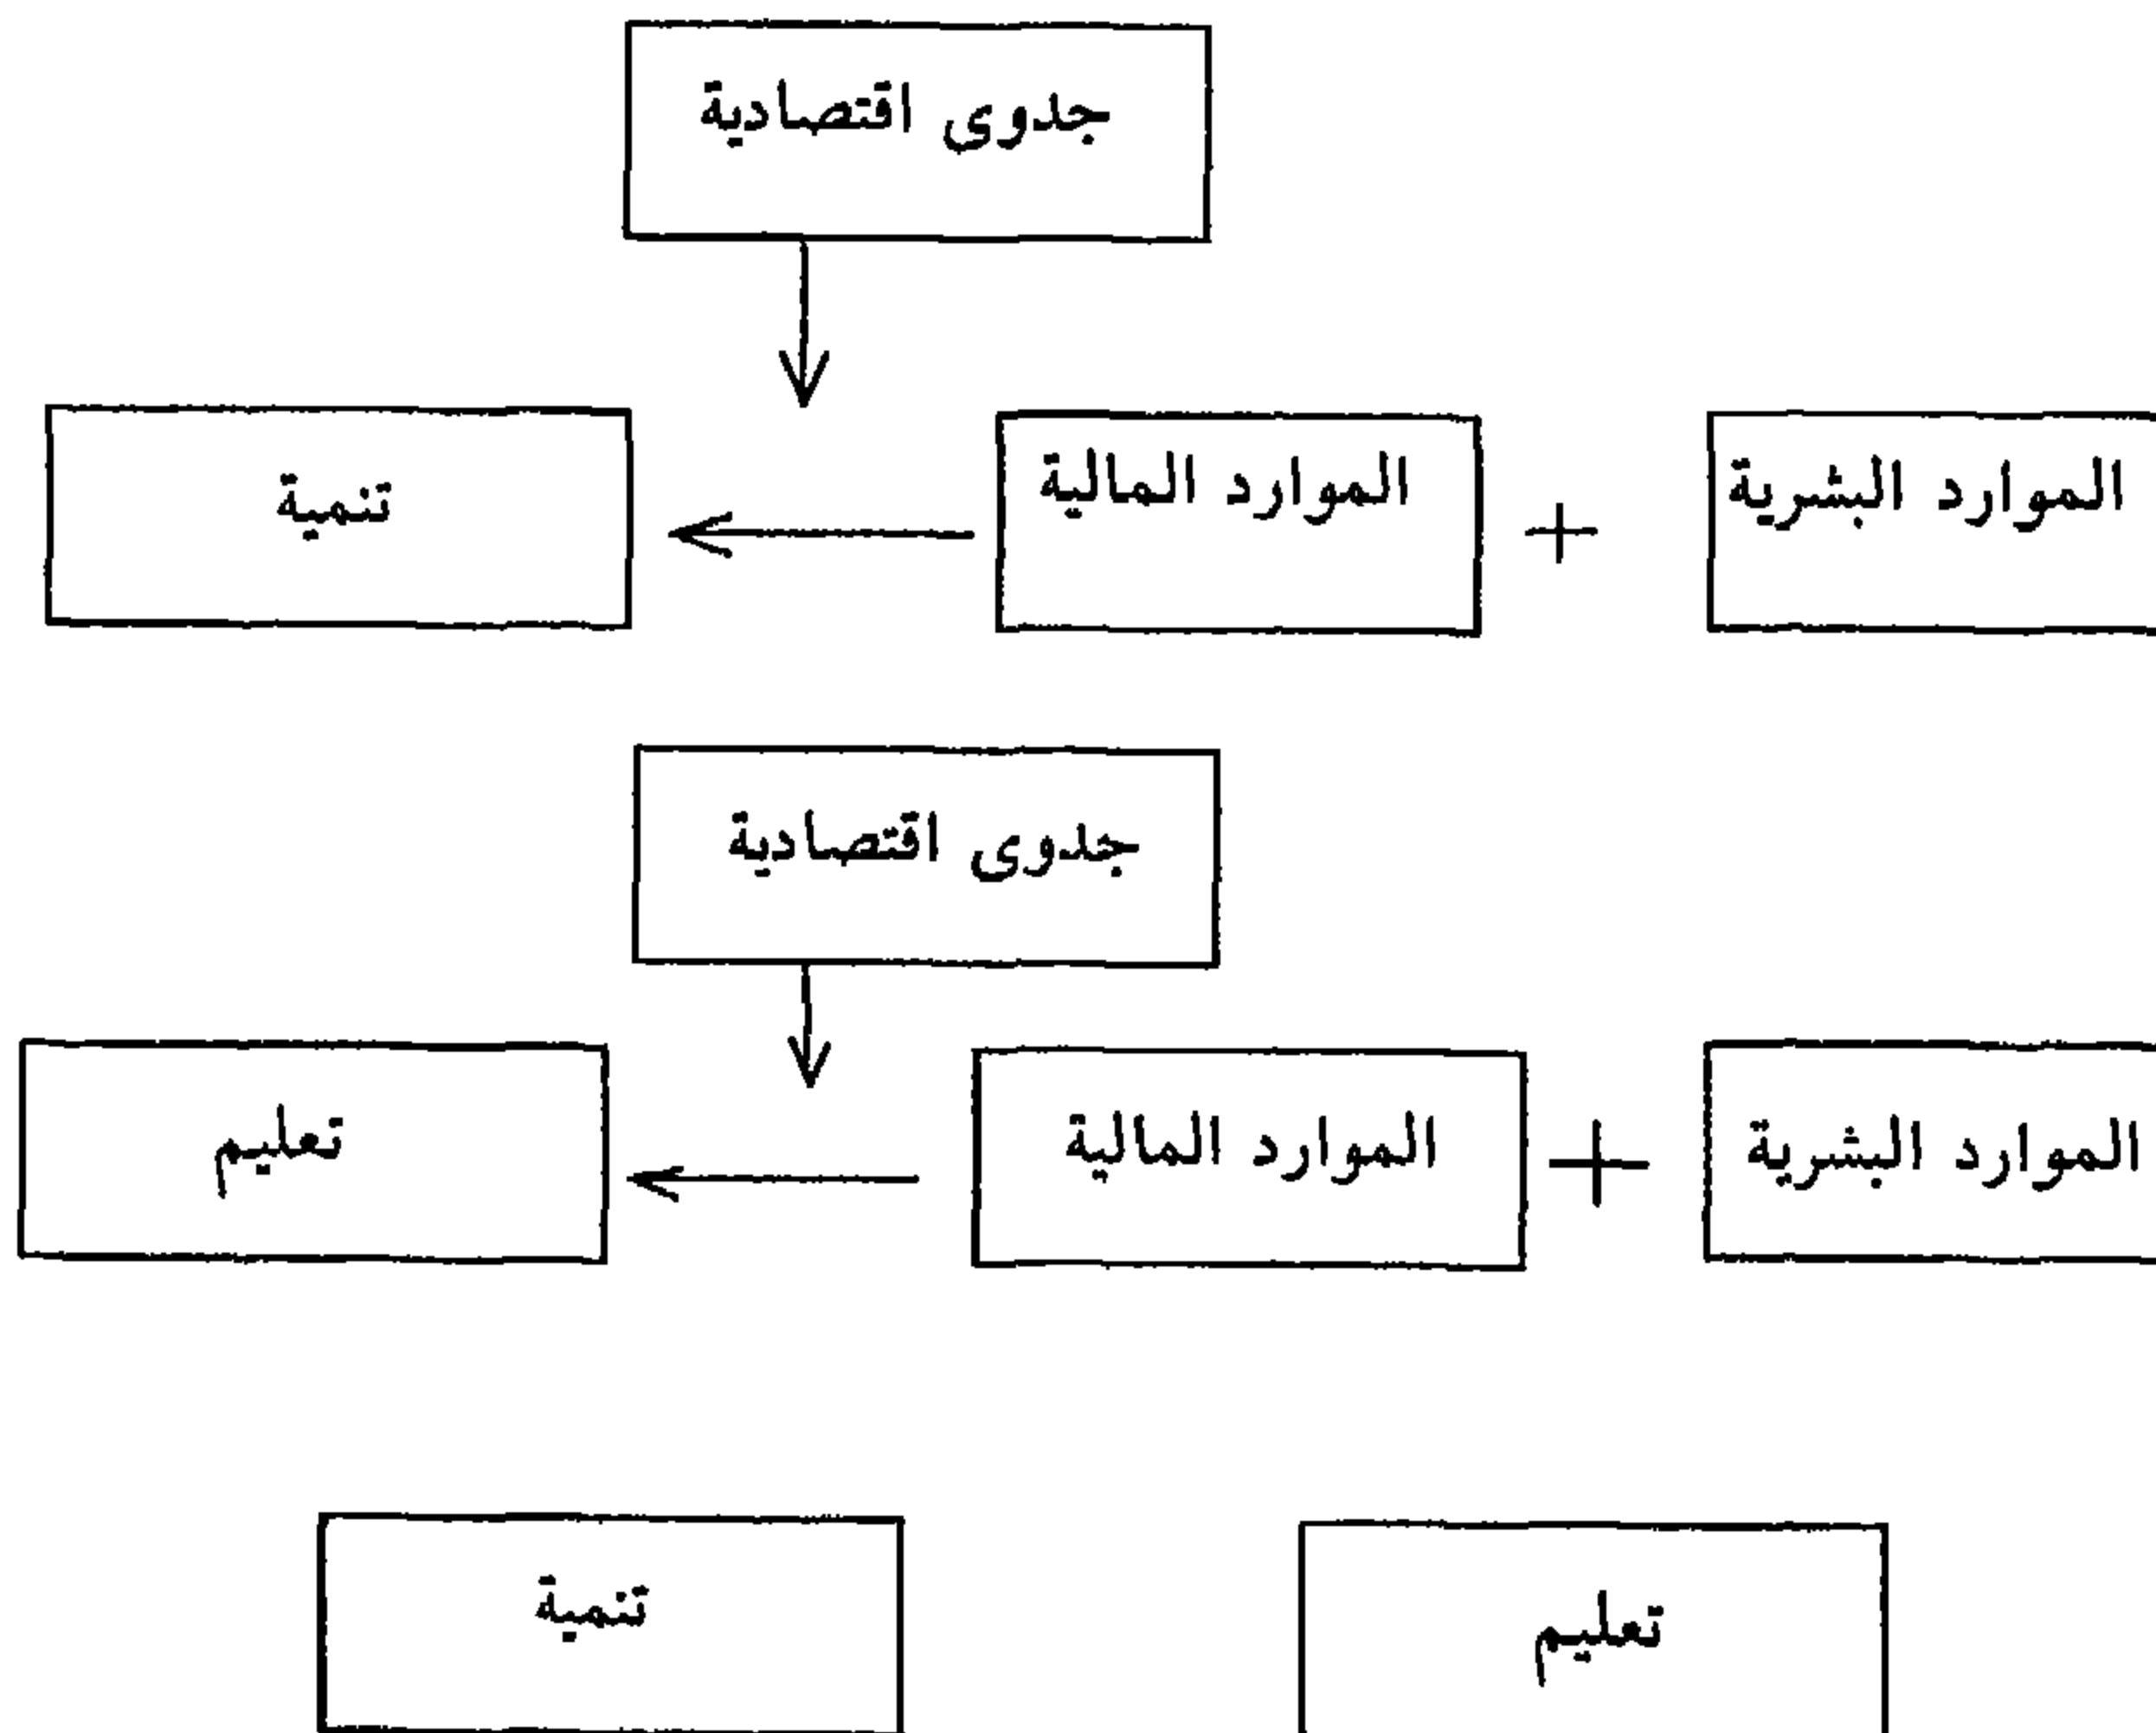 جدوى اقتصادية
الموارد البشرية + الموارد المالية تنمية
جدوى اقتصادية
الموارد البشرية + الموارد المالية تعليم
تعليم تنمية